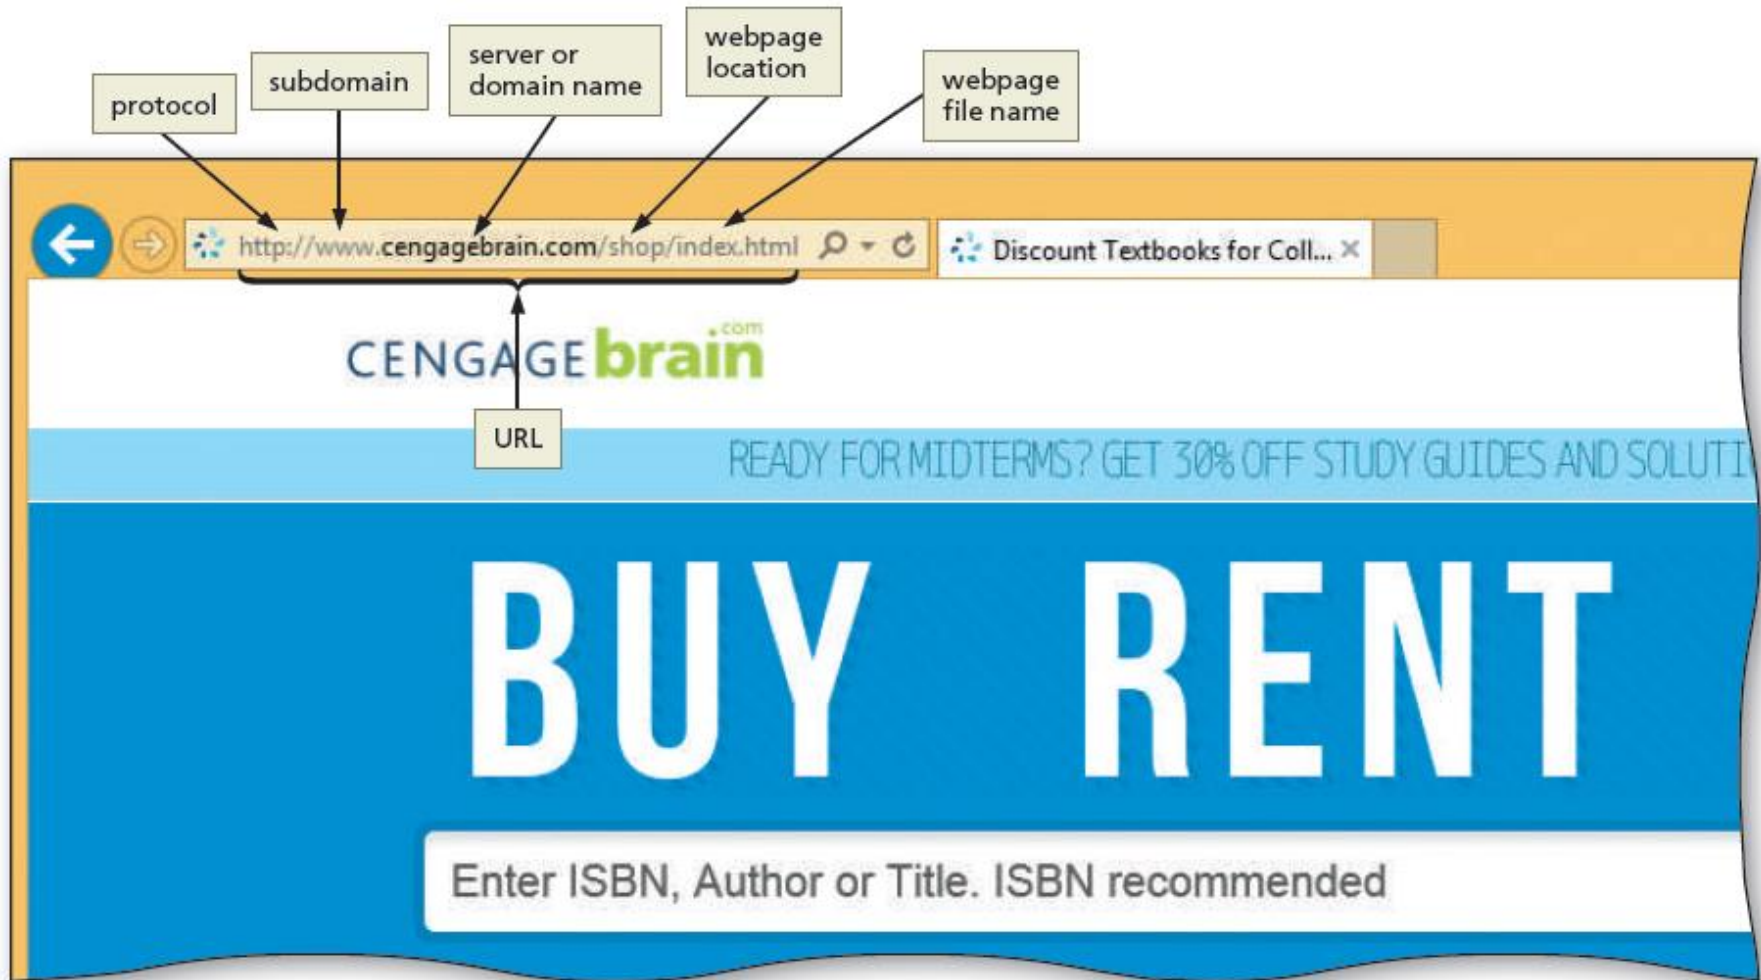 protocol
subdomain
server or
domain name
webpage
location
webpage
file name
http://www.cengagebrain.com/shop/index.html
Discount Textbooks for Coll...
CENGAGEbrain.com
URL
READY FOR MIDTERMS? GET 30% OFF STUDY GUIDES AND SOLUTI
BUY RENT
Enter ISBN, Author or Title. ISBN recommended